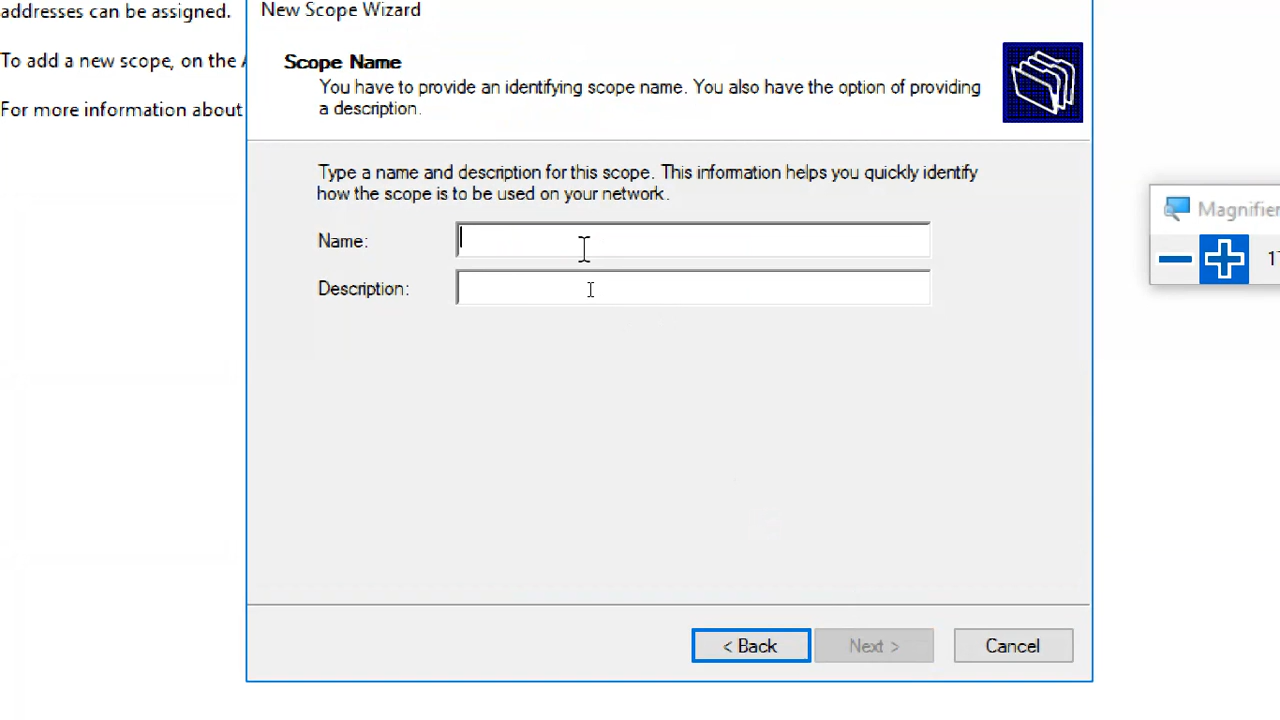 addresses can be assigned.
To add a new scope, on the
For more information about
New Scope Wizard
Scope Name
You have to provide an identifying scope name. You also have the option of providing
a description.
Type a name and description for this scope. This information helps you quickly identify
how the scope is to be used on your network.
Name:
Description:
< Back
Next >
Cancel
Magnifier